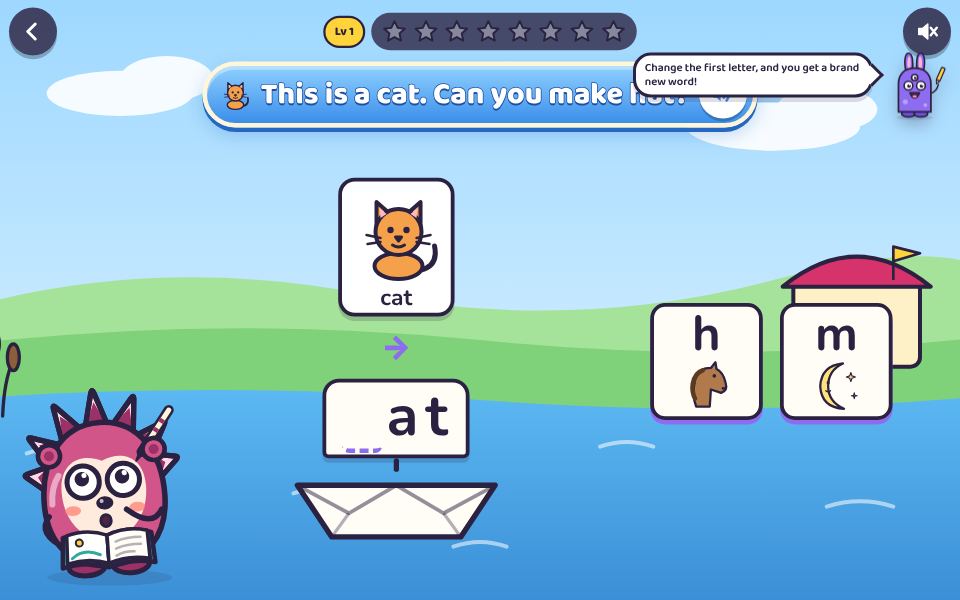 Lv 1
This is a cat. Can you make
Change the first letter, and you get a brand
new word!
cat
h
m
at